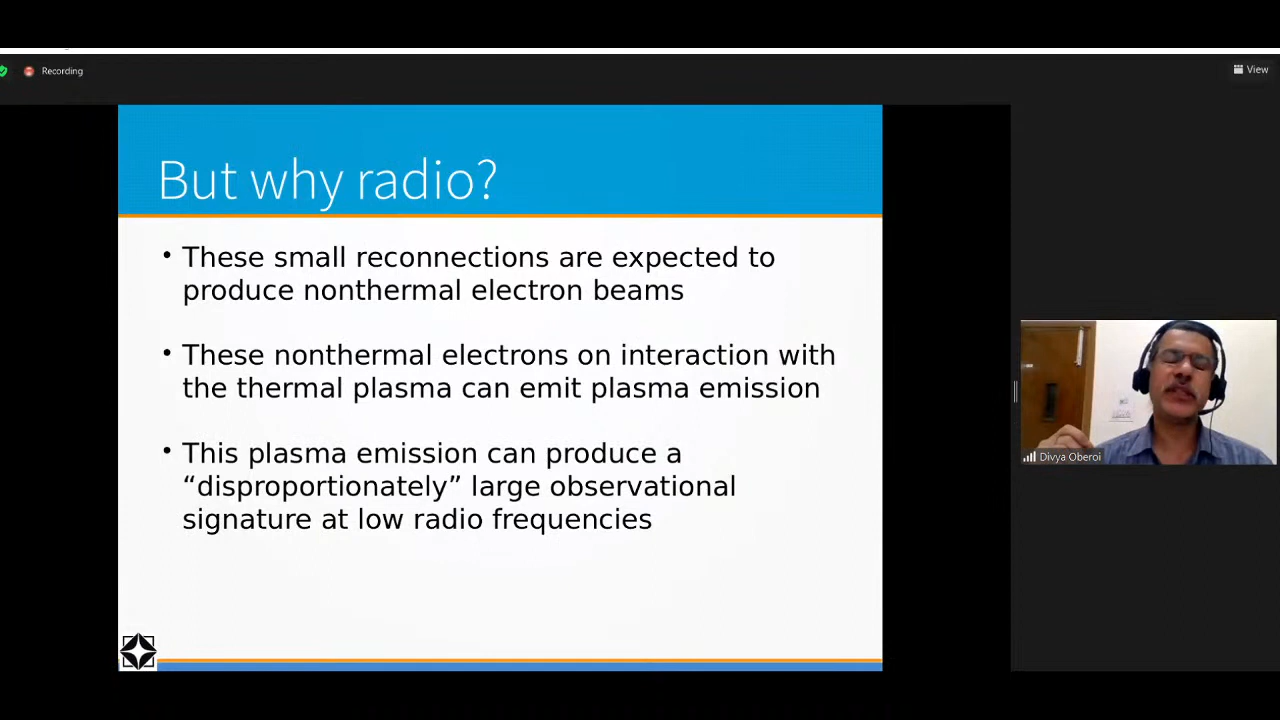 Recording
View
But why radio?
• These small reconnections are expected to
produce nonthermal electron beams
• These nonthermal electrons on interaction with
the thermal plasma can emit plasma emission
• This plasma emission can produce a
“disproportionately” large observational
signature at low radio frequencies
Divya Oberoi